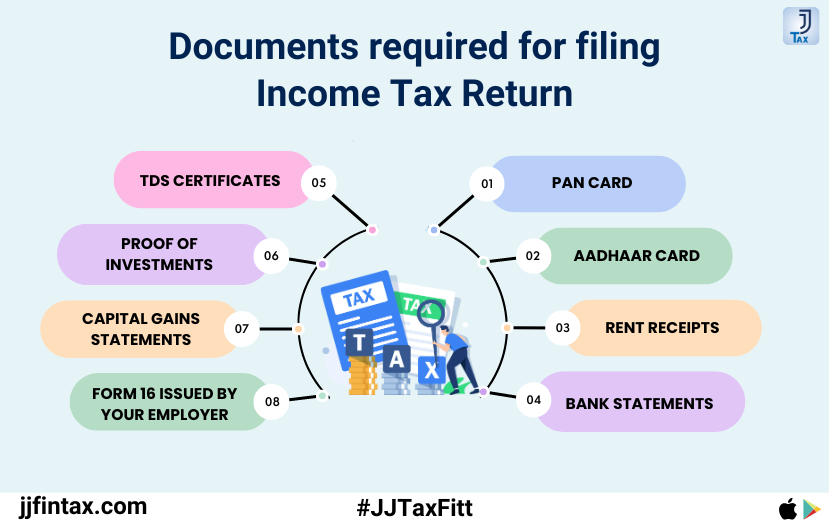 J
TAX
Documents required for filing
Income Tax Return
01
PAN CARD
02
AADHAAR CARD
03
RENT RECEIPTS
04
BANK STATEMENTS
05
TDS CERTIFICATES
06
PROOF OF
INVESTMENTS
07
CAPITAL GAINS
STATEMENTS
08
FORM 16 ISSUED BY
YOUR EMPLOYER
TAX
TAX
T
A
X
jjfintax.com
#JJTaxFitt